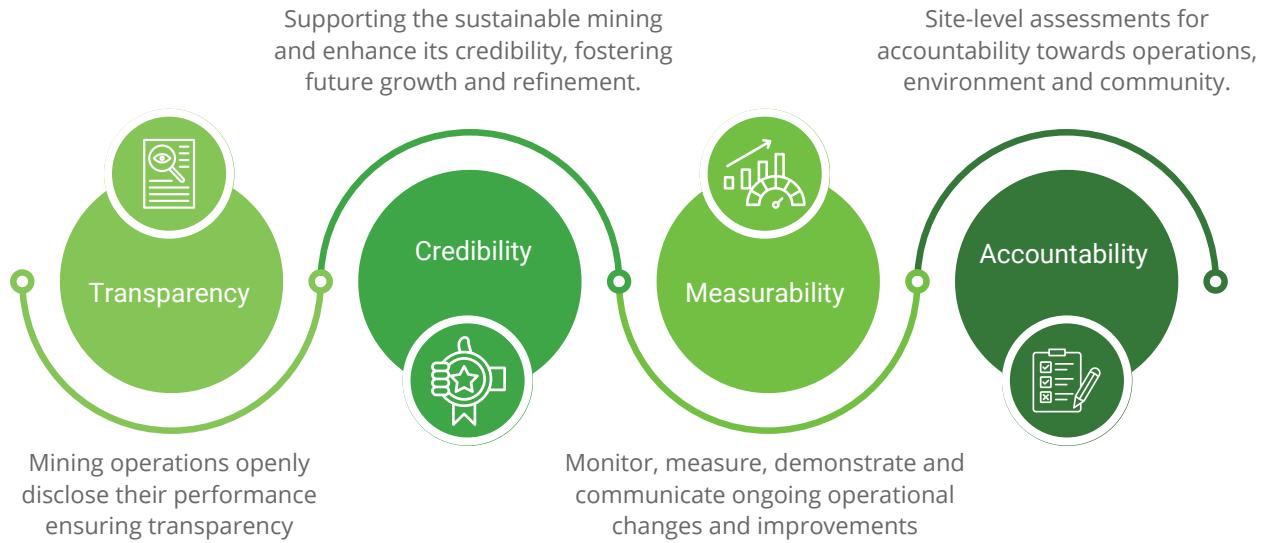 Supporting the sustainable mining
and enhance its credibility, fostering
future growth and refinement.
Site-level assessments for
accountability towards operations,
environment and community.
Transparency
Credibility
Measurability
Accountability
Mining operations openly
disclose their performance
ensuring transparency
Monitor, measure, demonstrate and
communicate ongoing operational
changes and improvements